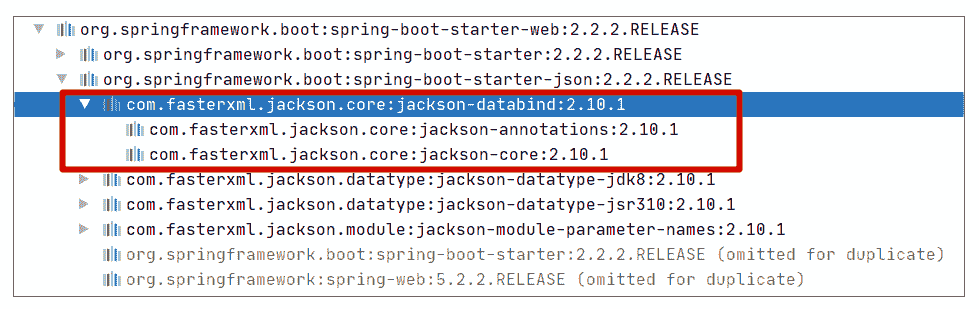 org.springframework.boot:spring-boot-starter-web:2.2.2.RELEASE
org.springframework.boot:spring-boot-starter:2.2.2.RELEASE
org.springframework.boot:spring-boot-starter-json:2.2.2.RELEASE
com.fasterxml.jackson.core:jackson-databind:2.10.1
com.fasterxml.jackson.core:jackson-annotations:2.10.1
com.fasterxml.jackson.core:jackson-core:2.10.1
com.fasterxml.jackson.datatype:jackson-datatype-jdk8:2.10.1
com.fasterxml.jackson.datatype:jackson-datatype-jsr310:2.10.1
com.fasterxml.jackson.module:jackson-module-parameter-names:2.10.1
org.springframework.boot:spring-boot-starter:2.2.2.RELEASE (omitted for duplicate)
org.springframework:spring-web:5.2.2.RELEASE (omitted for duplicate)